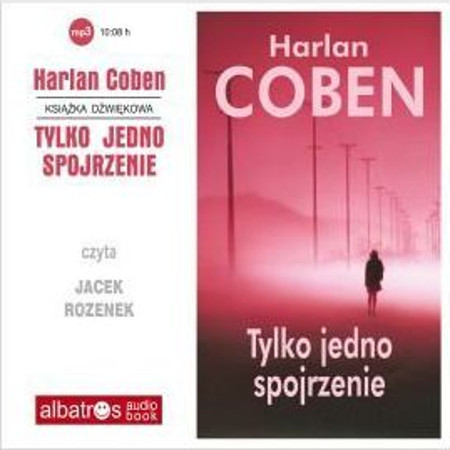 mp3 10:08 h
Harlan Coben
KSIĄŻKA DŹWIĘKOWA
TYLKO JEDNO
SPOJRZENIE
czyta
JACEK
ROZENEK
albatros audio
book
Harlan
COBEN
Tylko jedno
spojrzenie